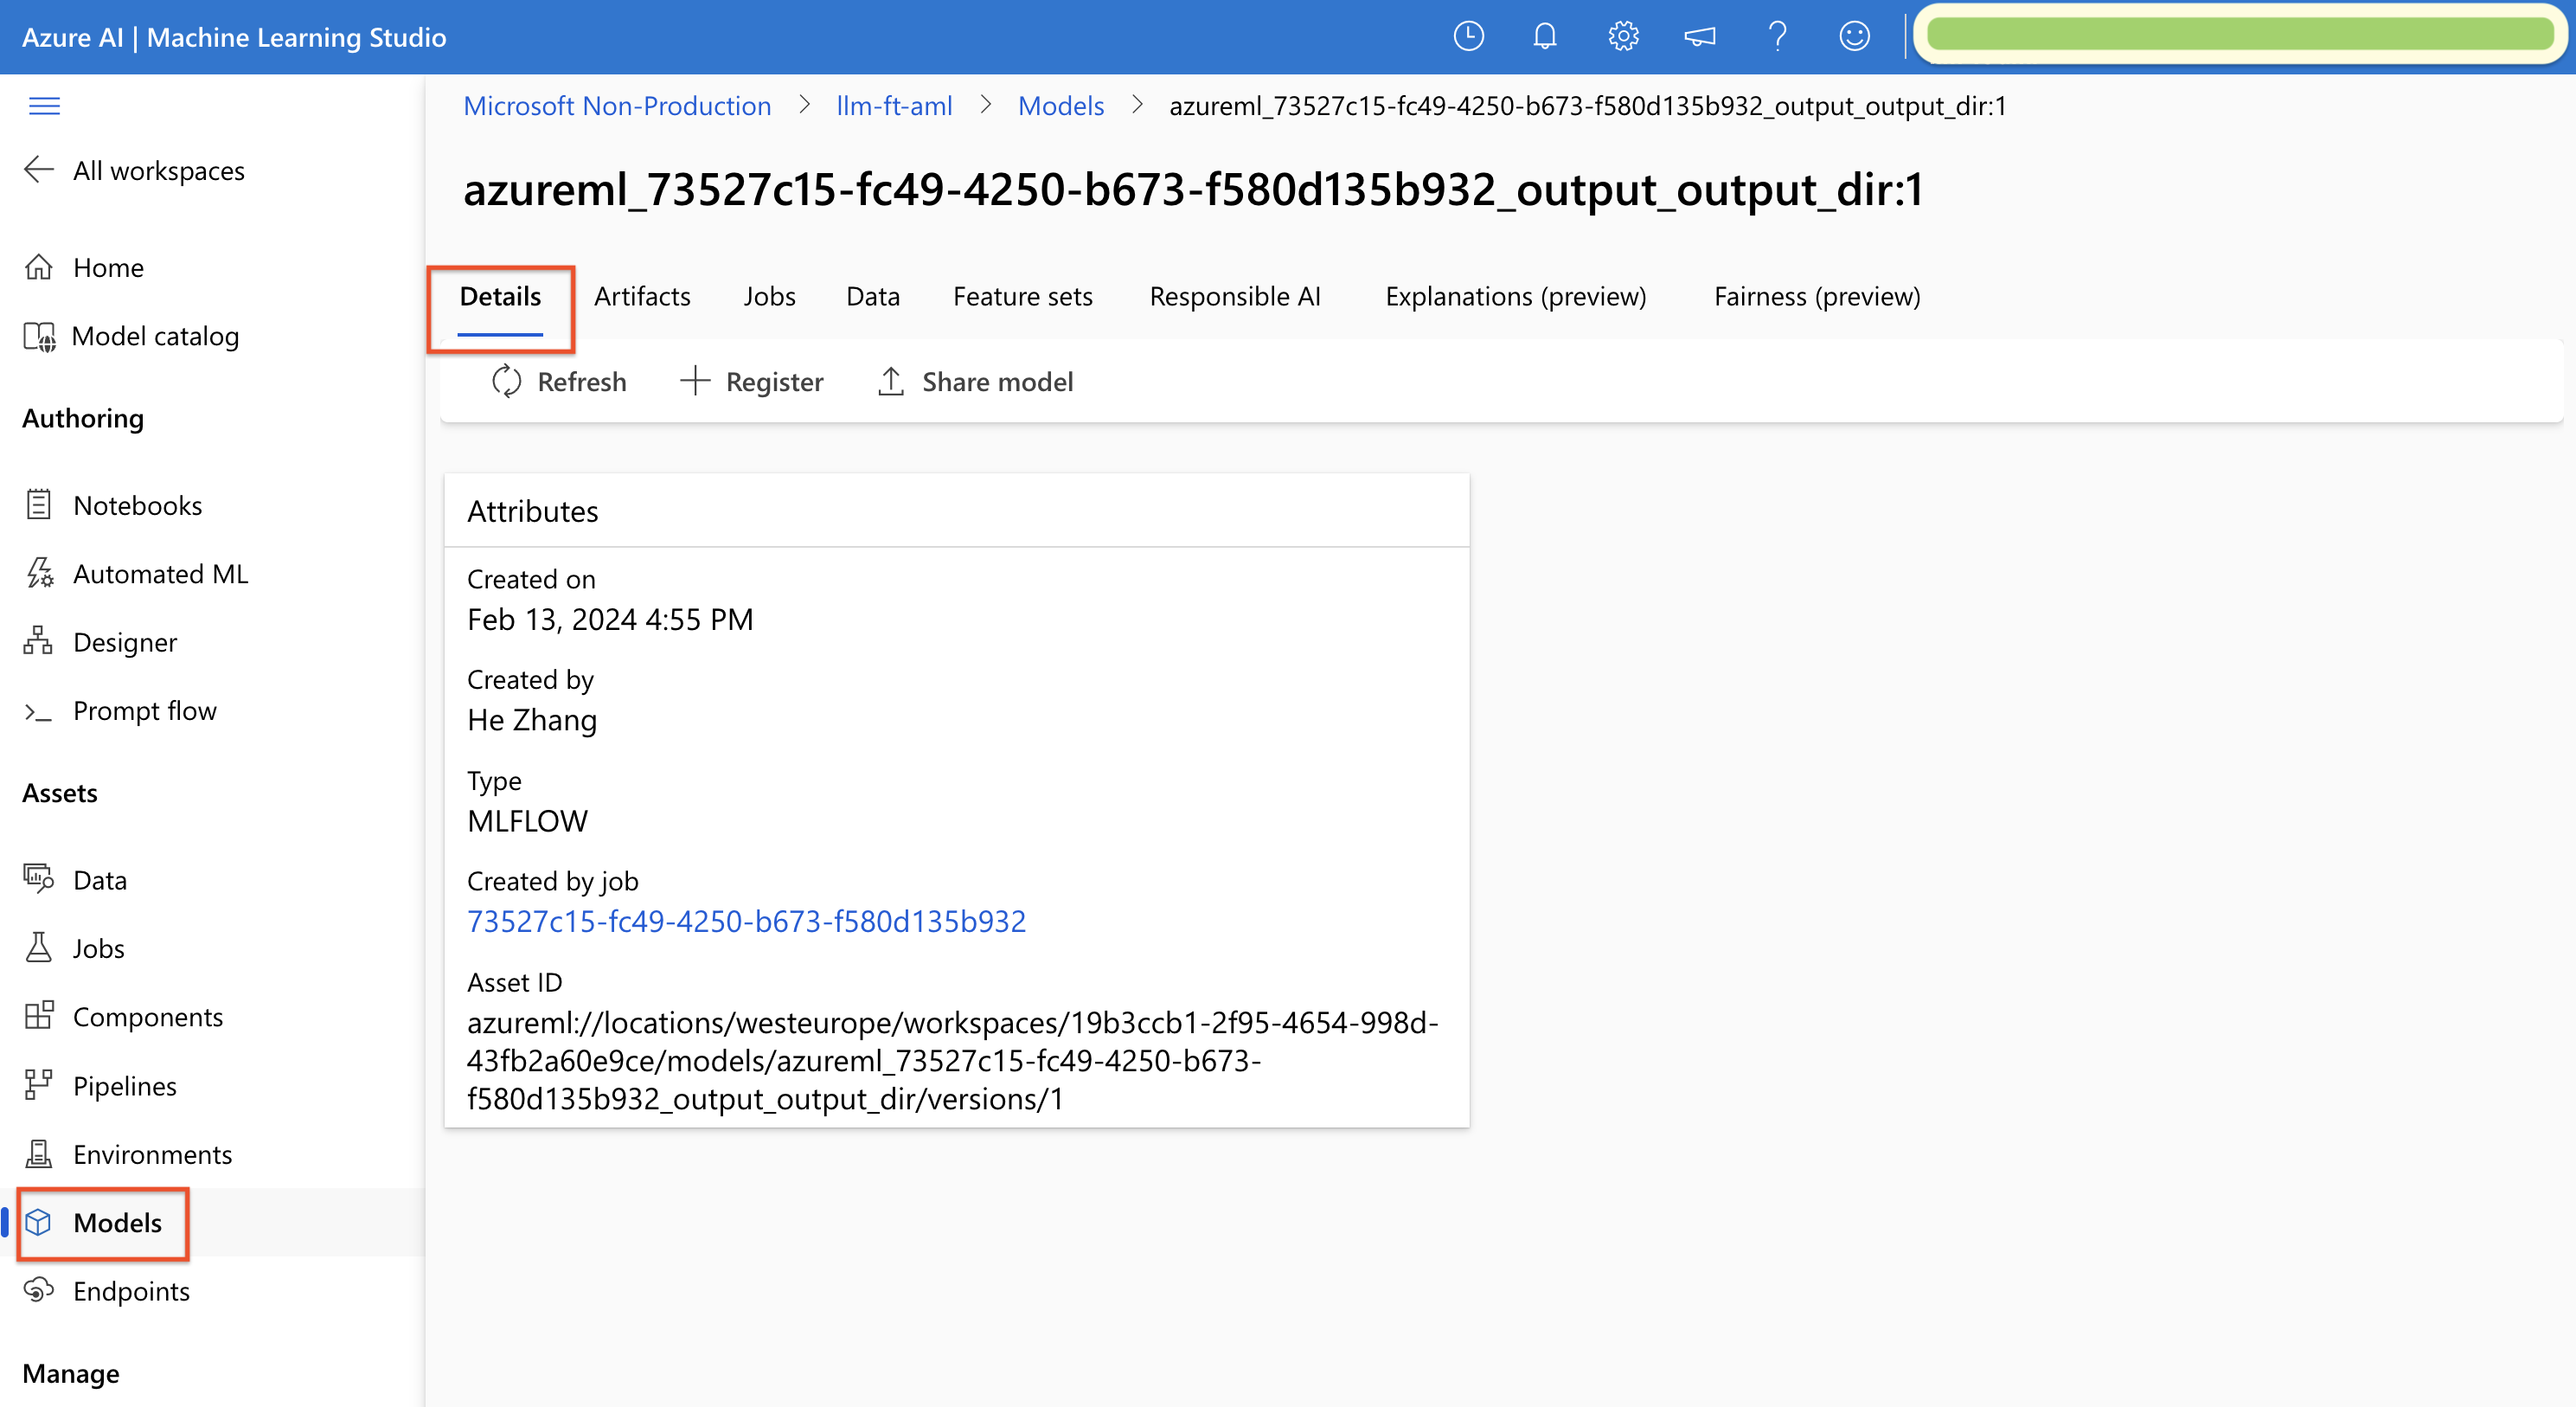 Azure AI | Machine Learning Studio
All workspaces
Home
Model catalog
Authoring
Notebooks
Automated ML
Designer
Prompt flow
Assets
Data
Jobs
Components
Pipelines
Environments
Models
Endpoints
Manage
Microsoft Non-Production > llm-ft-aml > Models > azureml_73527c15-fc49-4250-b673-f580d135b932_output_output_dir:1
azureml_73527c15-fc49-4250-b673-f580d135b932_output_output_dir:1
Details Artifacts Jobs Data Feature sets Responsible AI Explanations (preview) Fairness (preview)
Refresh Register Share model
Attributes
Created on
Feb 13, 2024 4:55 PM
Created by
He Zhang
Type
MLFLOW
Created by job
73527c15-fc49-4250-b673-f580d135b932
Asset ID
azureml://locations/westeurope/workspaces/19b3ccb1-2f95-4654-998d-
43fb2a60e9ce/models/azureml_73527c15-fc49-4250-b673-
f580d135b932_output_output_dir/versions/1